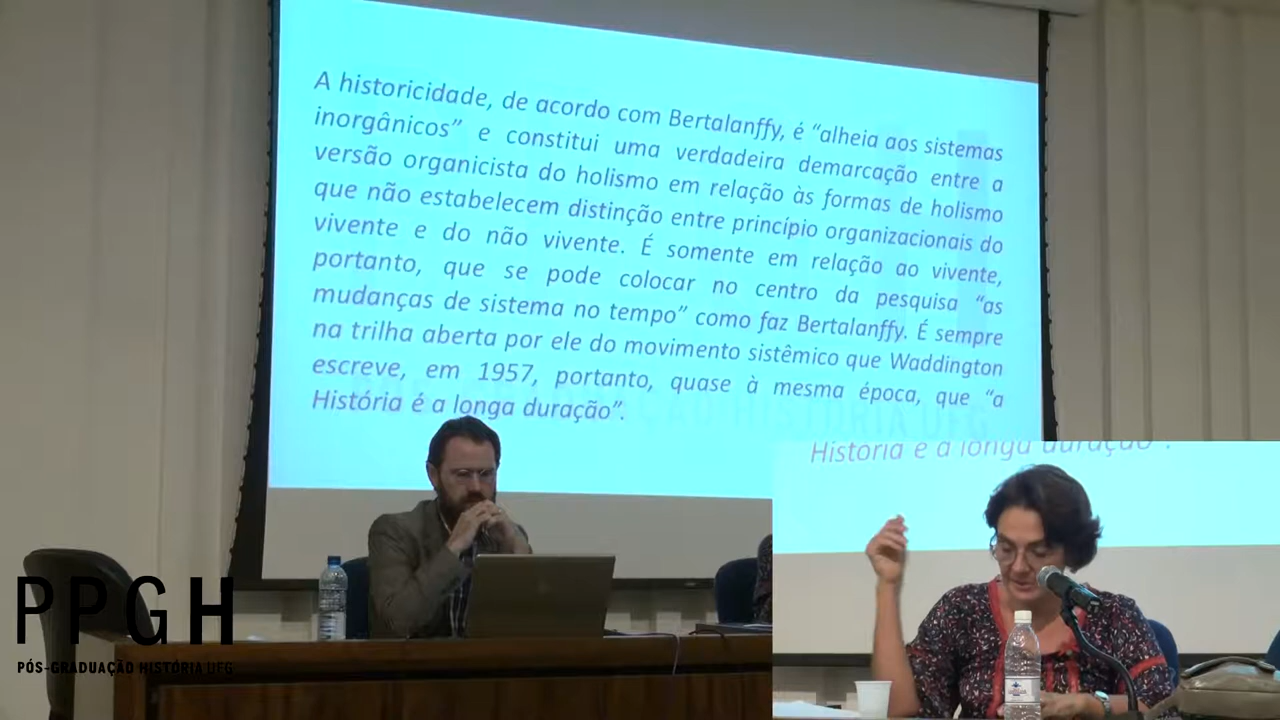 A historicidade, de acordo com Bertalanffy, é “alheia aos sistemas
inorgânicos” e constitui uma verdadeira demarcação entre a
versão organicista do holismo em relação às formas de holismo
que não estabelecem distinção entre princípio organizacionais do
vivente e do não vivente. É somente em relação ao vivente,
portanto, que se pode colocar no centro da pesquisa “as
mudanças de sistema no tempo” como faz Bertalanffy. É sempre
na trilha aberta por ele do movimento sistêmico que Waddington
escreve, em 1957, portanto, quase à mesma época, que “a
História é a longa duração”.
História é a longa duração”.
PPGH
PÓS-GRADUAÇÃO HISTÓRIA UFG